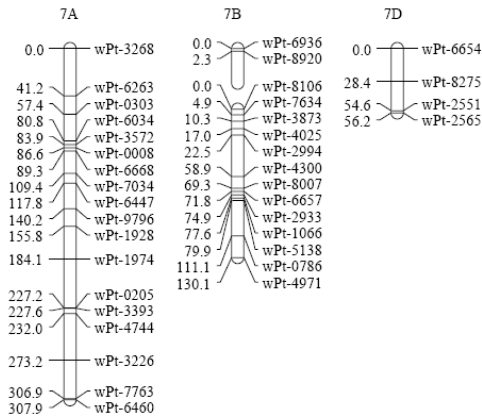 7A
0.0 wPt-3268
41.2 wPt-6263
57.4 wPt-0303
80.8 wPt-6034
83.9 wPt-3572
86.6 wPt-0008
89.3 wPt-6668
109.4 wPt-7034
117.8 wPt-6447
140.2 wPt-9796
155.8 wPt-1928
184.1 wPt-1974
227.2 wPt-0205
227.6 wPt-3393
232.0 wPt-4744
273.2 wPt-3226
306.9 wPt-7763
307.9 wPt-6460
7B
0.0 wPt-6936
2.3 wPt-8920
0.0 wPt-8106
4.9 wPt-7634
10.3 wPt-3873
17.0 wPt-4025
22.5 wPt-2994
58.9 wPt-4300
69.3 wPt-8007
71.8 wPt-6657
74.9 wPt-2933
77.6 wPt-1066
79.9 wPt-5138
111.1 wPt-0786
130.1 wPt-4971
7D
0.0 wPt-6654
28.4 wPt-8275
54.6 wPt-2551
56.2 wPt-2565